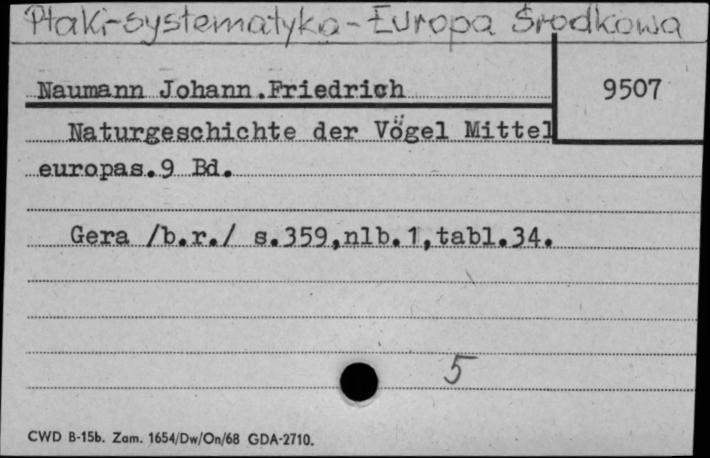 Ptaki-systematyka-Europa Środkowa
Naumann Johann.Friedrich
9507
Naturgeschichte der Vögel Mittel
europas.9 Bd.
Gera /b.r./ s.359,nlb.1,tabl.34.
5
CWD B-15b. Zam. 1654/Dw/On/68 GDA-2710.